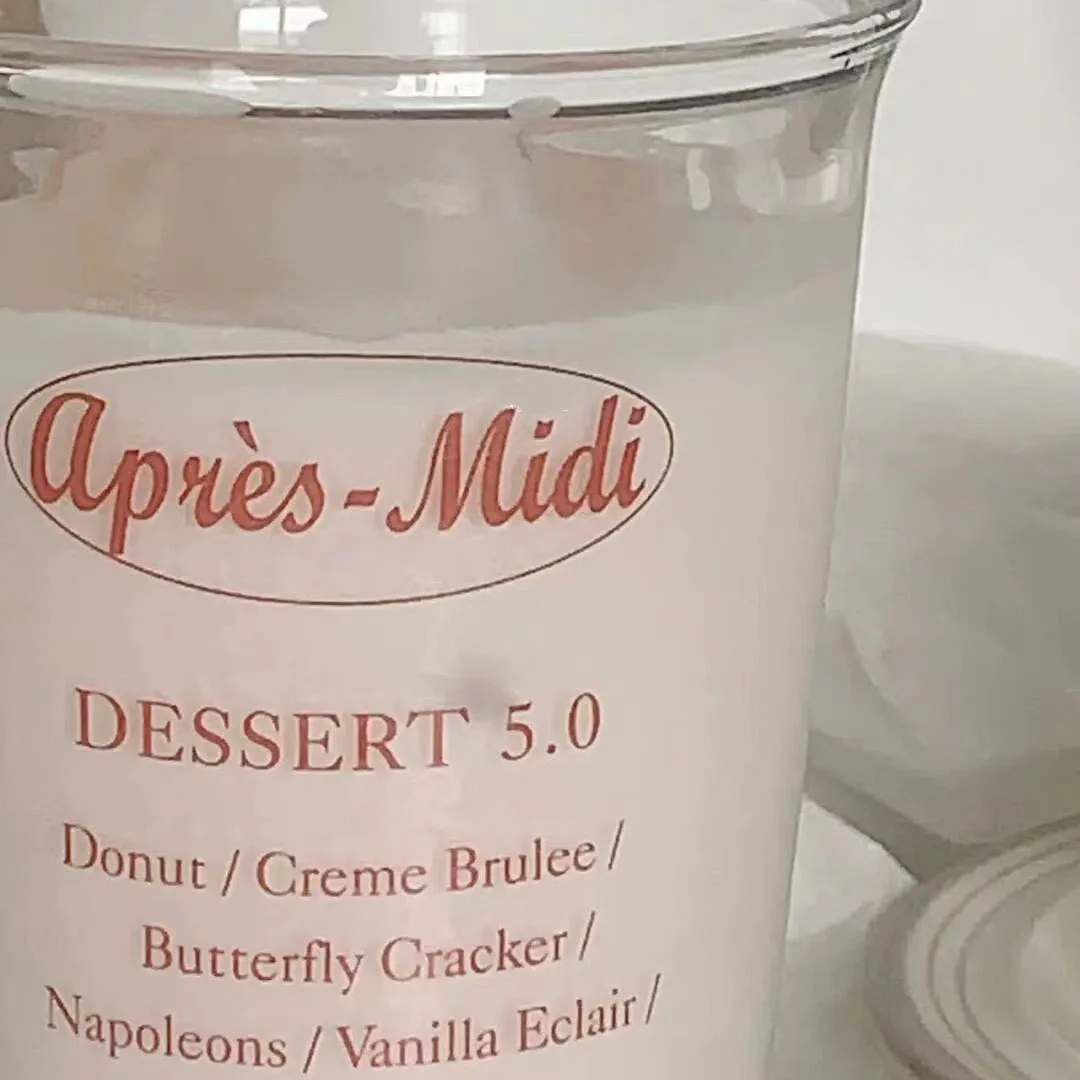 Après-Midi
DESSERT 5.0
Donut / Creme Brulee /
Butterfly Cracker /
Napoleons / Vanilla Eclair /